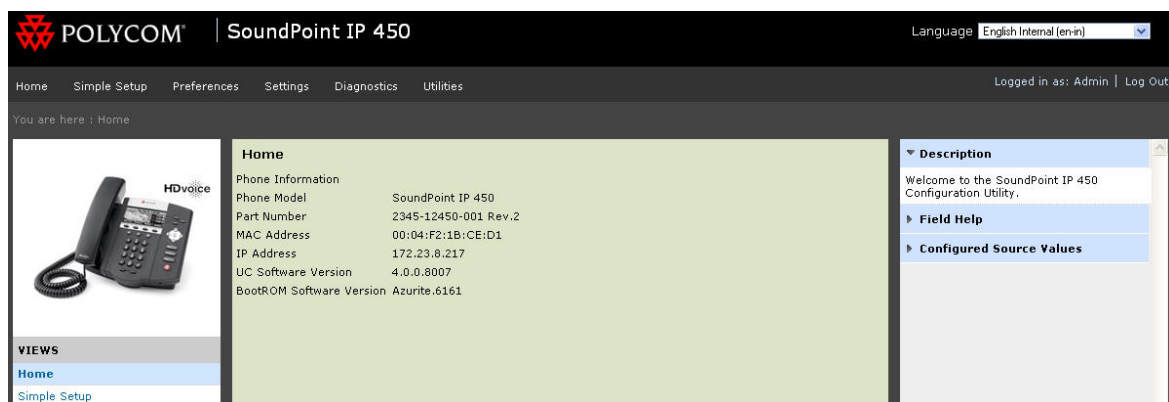 POLYCOM® SoundPoint IP 450
Language English Internal (en-in)
Home Simple Setup Preferences Settings Diagnostics Utilities
Logged in as: Admin | Log Out
You are here : Home
HDvoice
VIEWS
Home
Simple Setup
Home
Phone Information
Phone Model SoundPoint IP 450
Part Number 2345-12450-001 Rev.2
MAC Address 00:04:F2:1B:CE:D1
IP Address 172.23.8.217
UC Software Version 4.0.0.8007
BootROM Software Version Azurite.6161
Description
Welcome to the SoundPoint IP 450
Configuration Utility.
Field Help
Configured Source Values